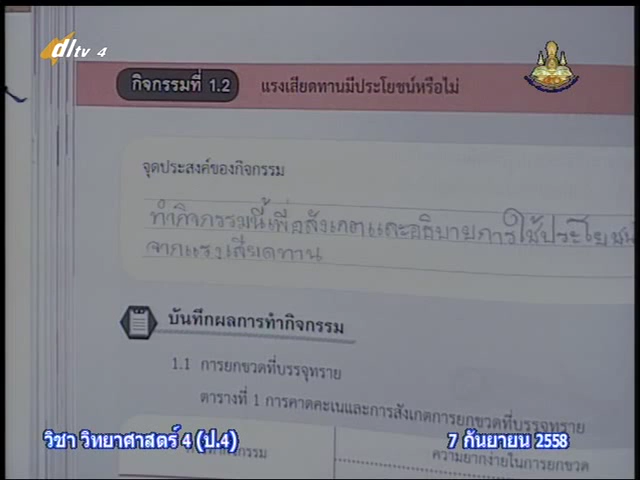 dltv 4
กิจกรรมที่ 1.2 แรงเสียดทานมีประโยชน์หรือไม่
จุดประสงค์ของกิจกรรม
ทำกิจกรรมนี้เพื่อสังเกตและอธิบายการใช้ประโยชน
จากแรงเสียดทาน
บันทึกผลการทำกิจกรรม
1.1 การยกขวดที่บรรจุทราย
ตารางที่ 1 การคาดคะเนและการสังเกตการยกขวดที่บรรจุทราย
วิชา วิทยาศาสตร์ 4 (ป.4) 7 กันยายน 2558
ความยากง่ายในการยกขวด